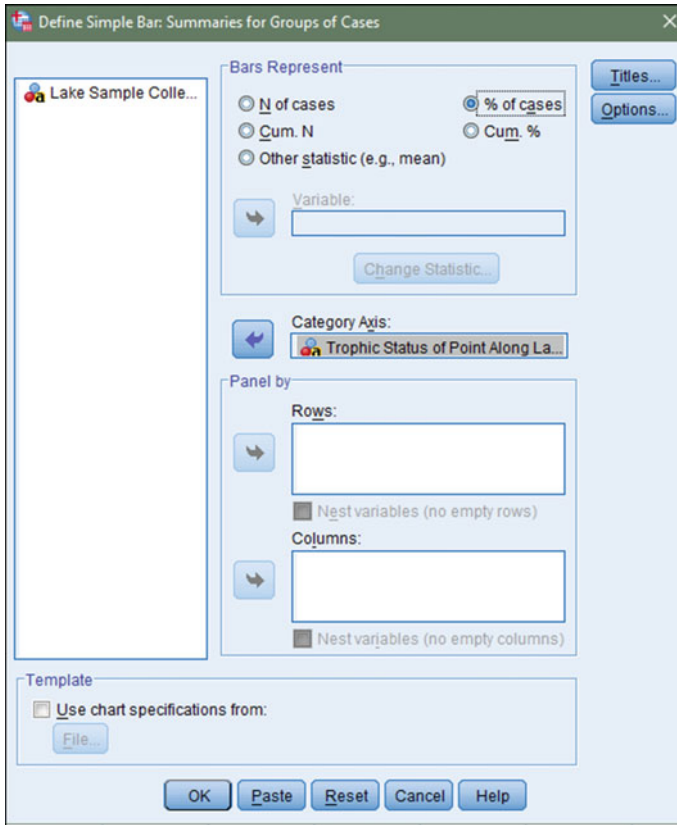 Define Simple Bar: Summaries for Groups of Cases
Lake Sample Colle...
Bars Represent
N of cases
% of cases
Cum. N
Cum. %
Other statistic (e.g., mean)
Variable:
Change Statistic...
Category Axis:
Trophic Status of Point Along La...
Panel by
Rows:
Nest variables (no empty rows)
Columns:
Nest variables (no empty columns)
Titles...
Options...
Template
Use chart specifications from:
File...
OK Paste Reset Cancel Help